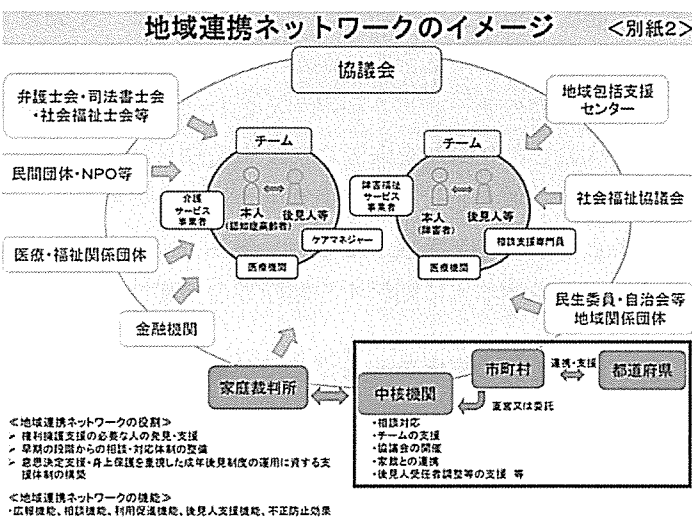 地域連携ネットワークのイメージ
<別紙2>
協議会
弁護士会・司法書士会
・社会福祉士会等
民間団体・NPO等
医療・福祉関係団体
金融機関
家庭裁判所
チーム
介護
サービス
事業者
本人
(認知症高齢者)
後見人等
ケアマネジャー
医療機関
チーム
障害福祉
サービス
事業者
本人
(障害者)
後見人等
相談支援専門員
医療機関
地域包括支援
センター
社会福祉協議会
民生委員・自治会等
地域関係団体
中核機関
市町村
連携・支援
都道府県
直営又は委託
・相談対応
・チームの支援
・協議会の開催
・家裁との連携
・後見人受任者調整等の支援 等
≪地域連携ネットワークの役割≫
➢ 権利擁護支援の必要な人の発見・支援
➢ 早期の段階からの相談・対応体制の整備
➢ 意思決定支援・身上保護を重視した成年後見制度の運用に資する支
援体制の構築
≪地域連携ネットワークの機能≫
・広報機能、相談機能、利用促進機能、後見人支援機能、不正防止効果